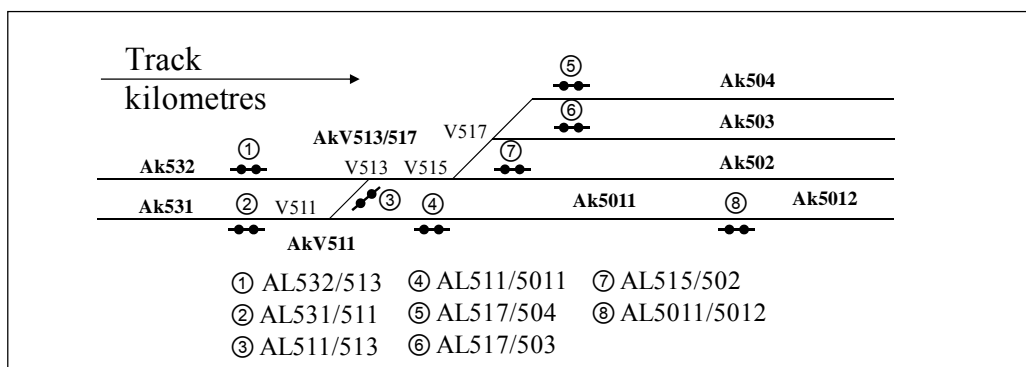 Track
kilometres
⑤
Ak504
⑥
AkV513/517
V517
Ak503
①
⑦
Ak532
V513
V515
Ak502
Ak531
②
V511
③
④
Ak5011
⑧
Ak5012
AkV511
① AL532/513 ④ AL511/5011 ⑦ AL515/502
② AL531/511 ⑤ AL517/504 ⑧ AL5011/5012
③ AL511/513 ⑥ AL517/503